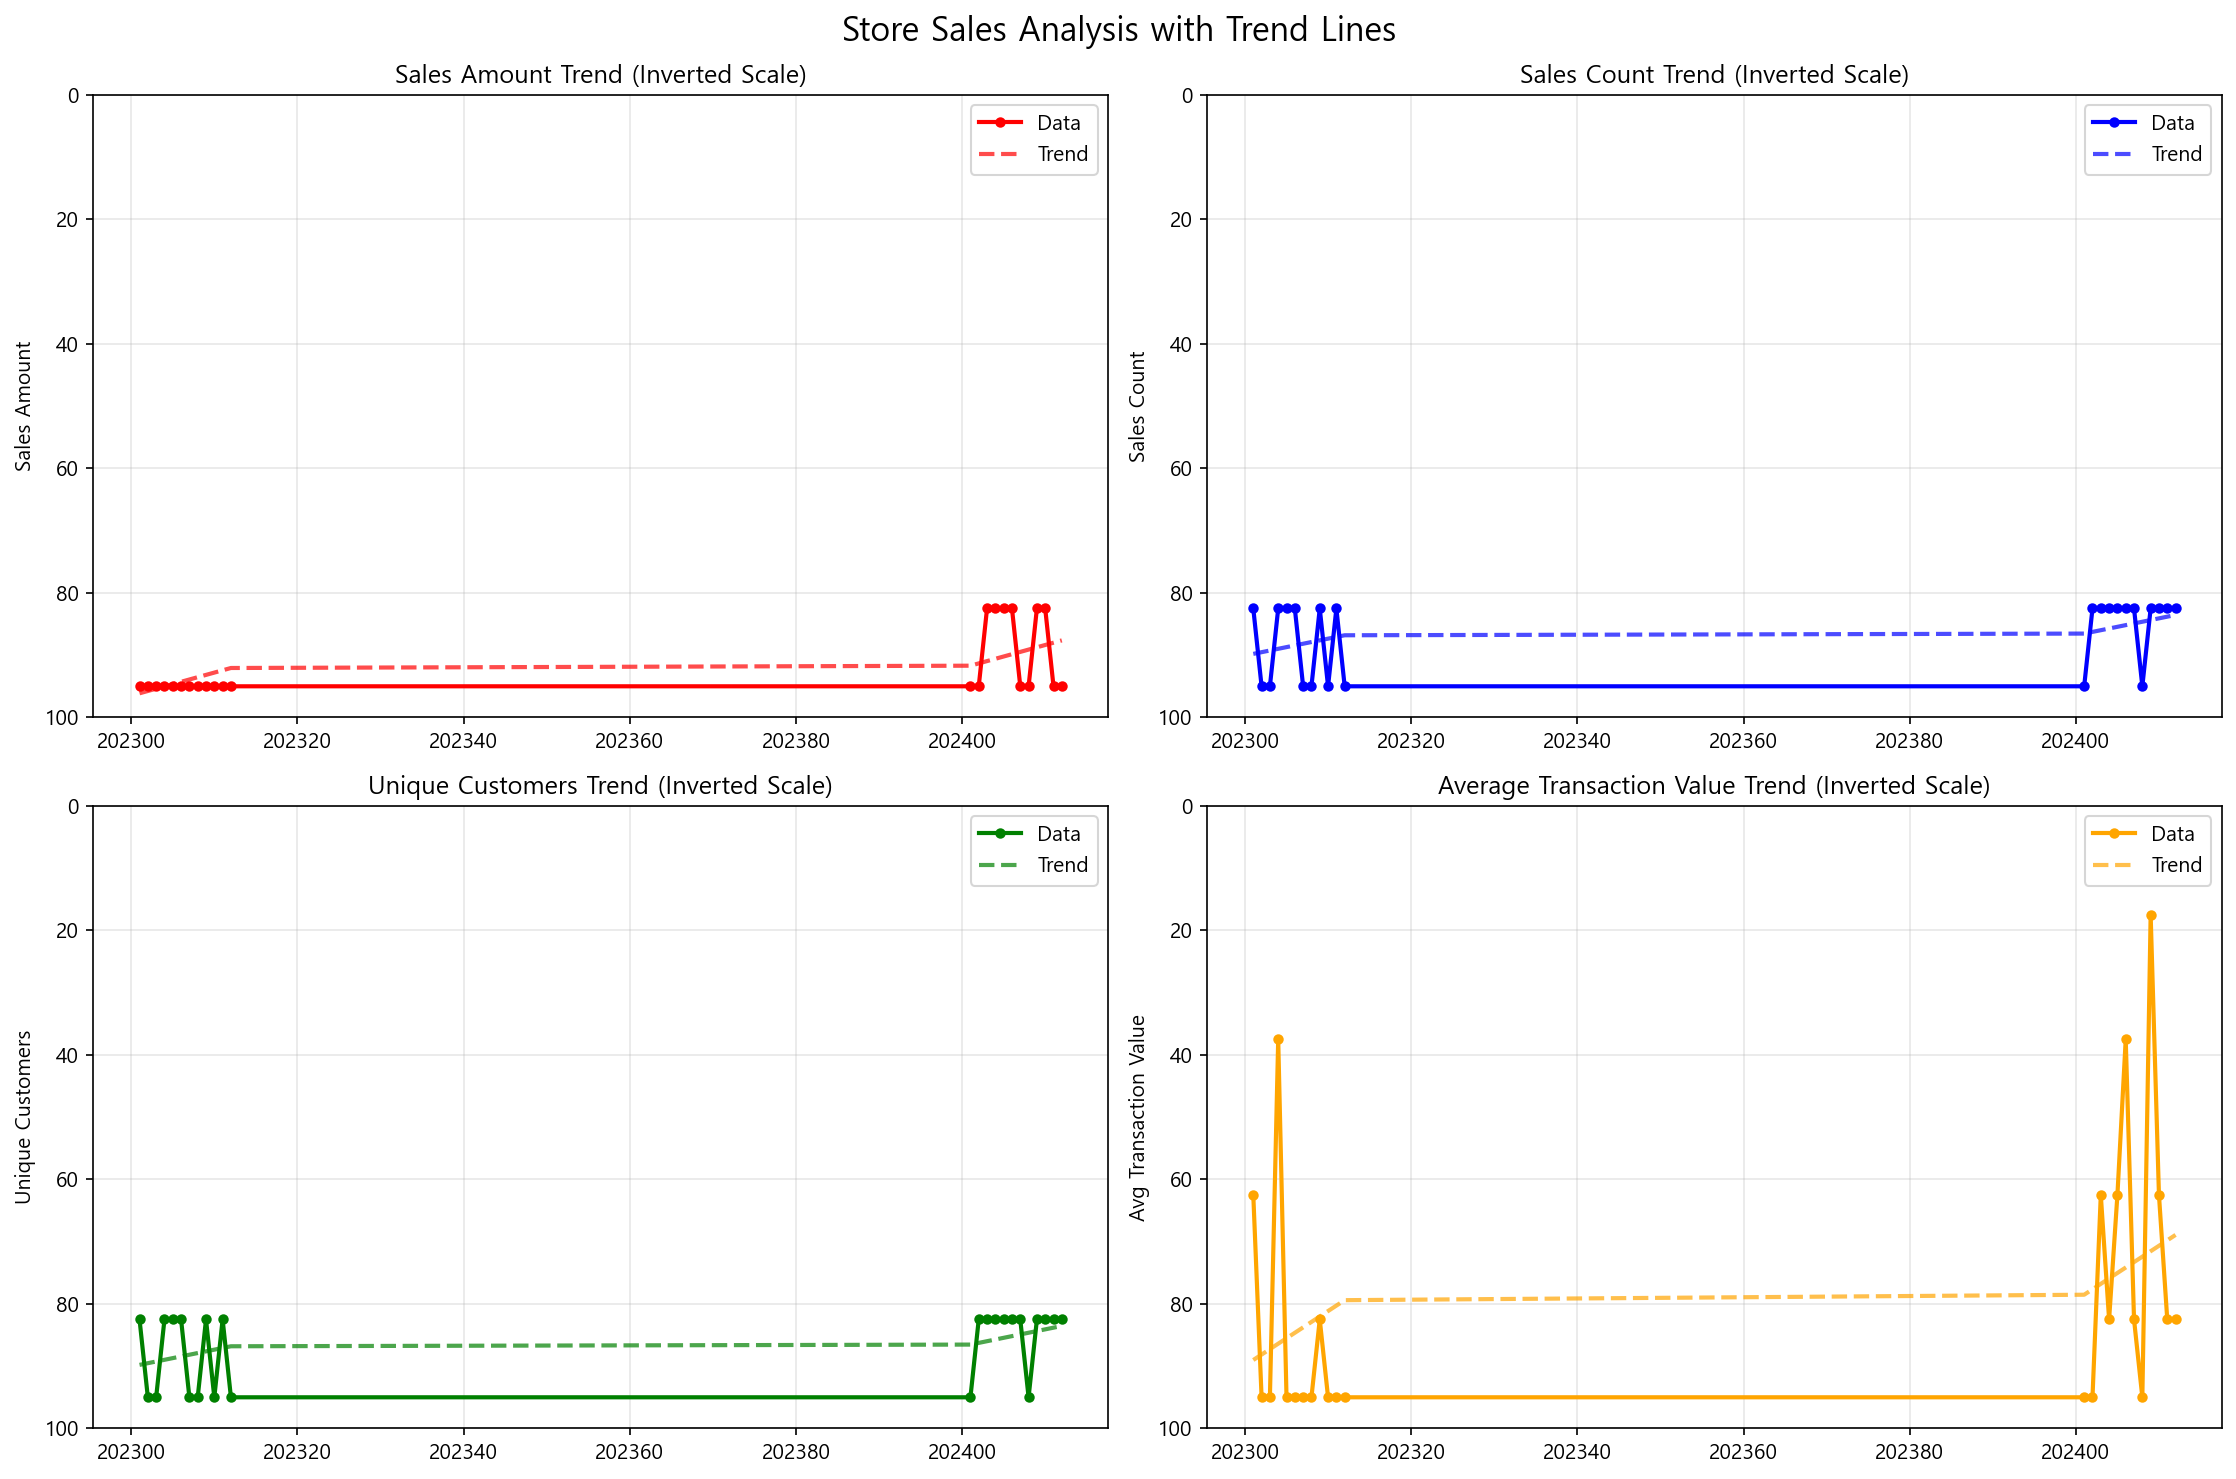 Store Sales Analysis with Trend Lines
Sales Amount Trend (Inverted Scale)
Sales Amount
0
20
40
60
80
100
202300
202320
202340
202360
202380
202400
Data
Trend
Sales Count Trend (Inverted Scale)
Sales Count
0
20
40
60
80
100
202300
202320
202340
202360
202380
202400
Data
Trend
Unique Customers Trend (Inverted Scale)
Unique Customers
0
20
40
60
80
100
202300
202320
202340
202360
202380
202400
Data
Trend
Average Transaction Value Trend (Inverted Scale)
Avg Transaction Value
0
20
40
60
80
100
202300
202320
202340
202360
202380
202400
Data
Trend